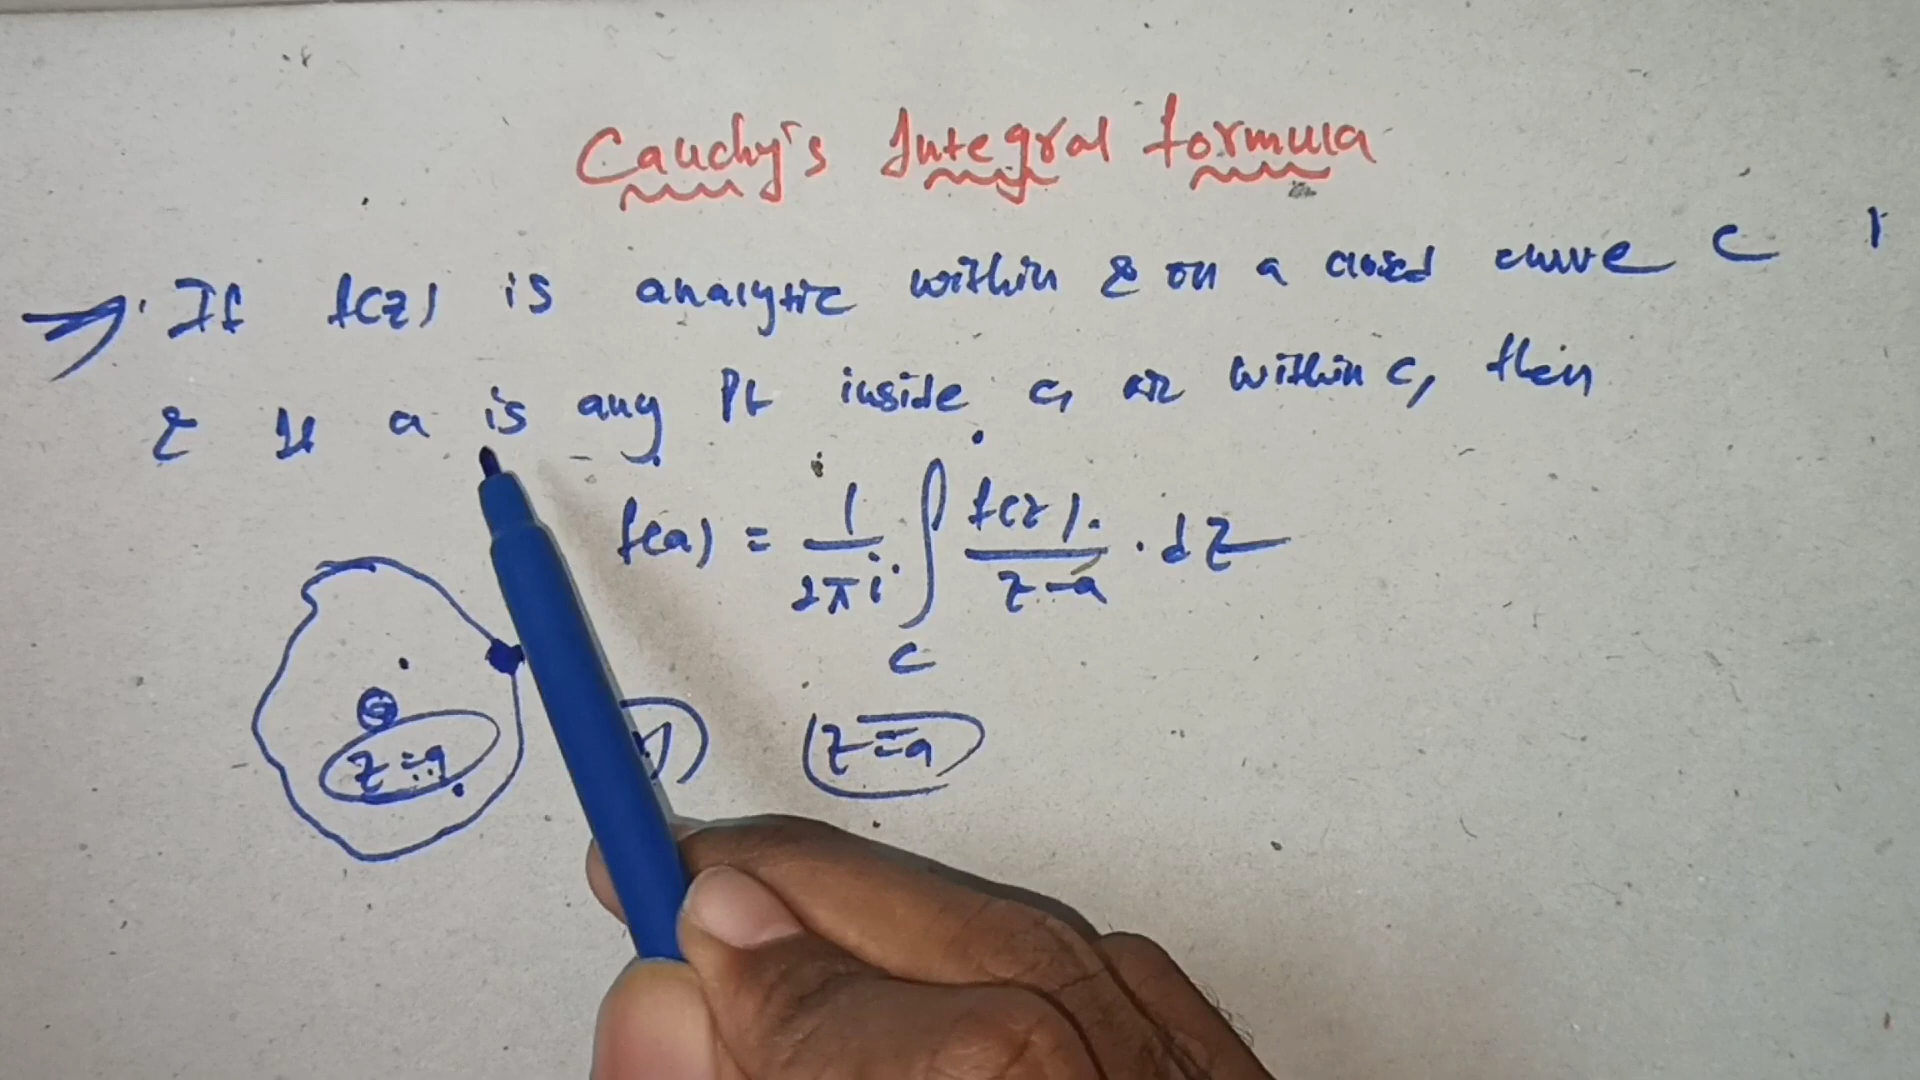 Cauchy's Integral formula
If f(z) is analytic within & on a closed curve C
& If a is any Pt inside C, or within C, then
f(a) = 1/2πi ∫C f(z)/z-a . dz
z=a
z=a